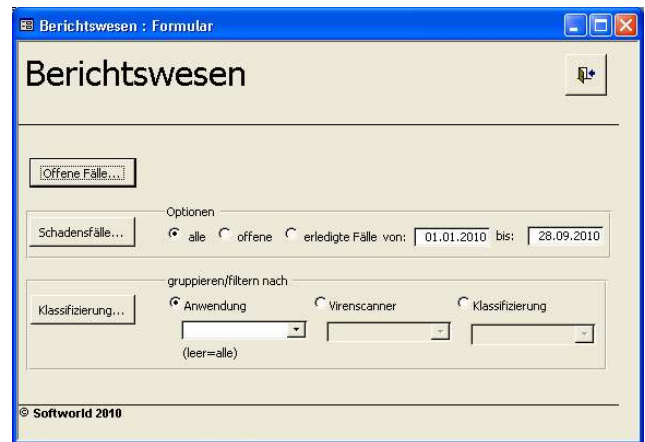 Berichtswesen : Formular
Berichtswesen
Offene Fälle...
Optionen
Schadensfälle...
alle offene erledigte Fälle von: 01.01.2010 bis: 28.09.2010
gruppieren/filtern nach
Klassifizierung...
Anwendung Virenscanner Klassifizierung
(leer=alle)
© Softworld 2010